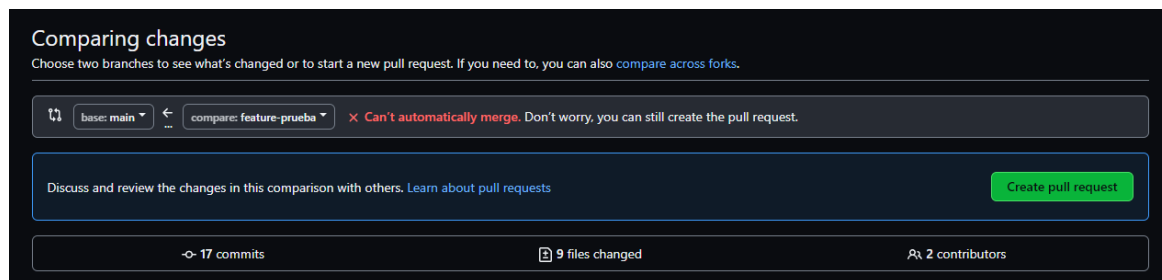 Comparing changes
Choose two branches to see what's changed or to start a new pull request. If you need to, you can also compare across forks.
base: main ← compare: feature-prueba × Can't automatically merge. Don't worry, you can still create the pull request.
...
Discuss and review the changes in this comparison with others. Learn about pull requests Create pull request
17 commits 9 files changed 2 contributors